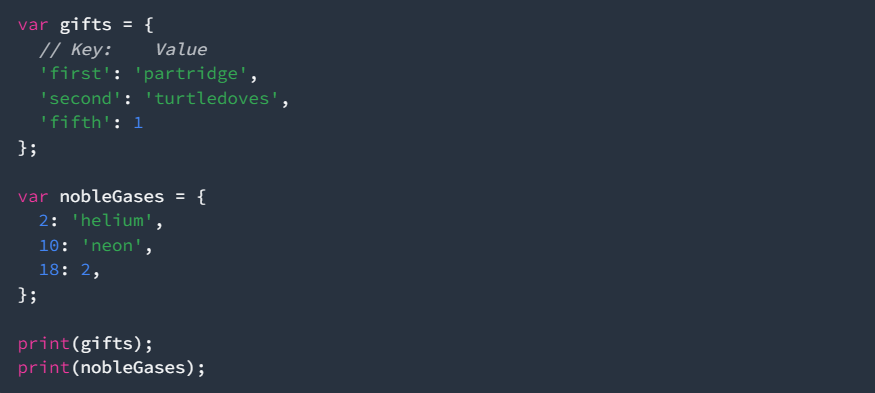 var gifts = {
  // Key:    Value
  'first': 'partridge',
  'second': 'turtledoves',
  'fifth': 1
};

var nobleGases = {
  2: 'helium',
  10: 'neon',
  18: 2,
};

print(gifts);
print(nobleGases);